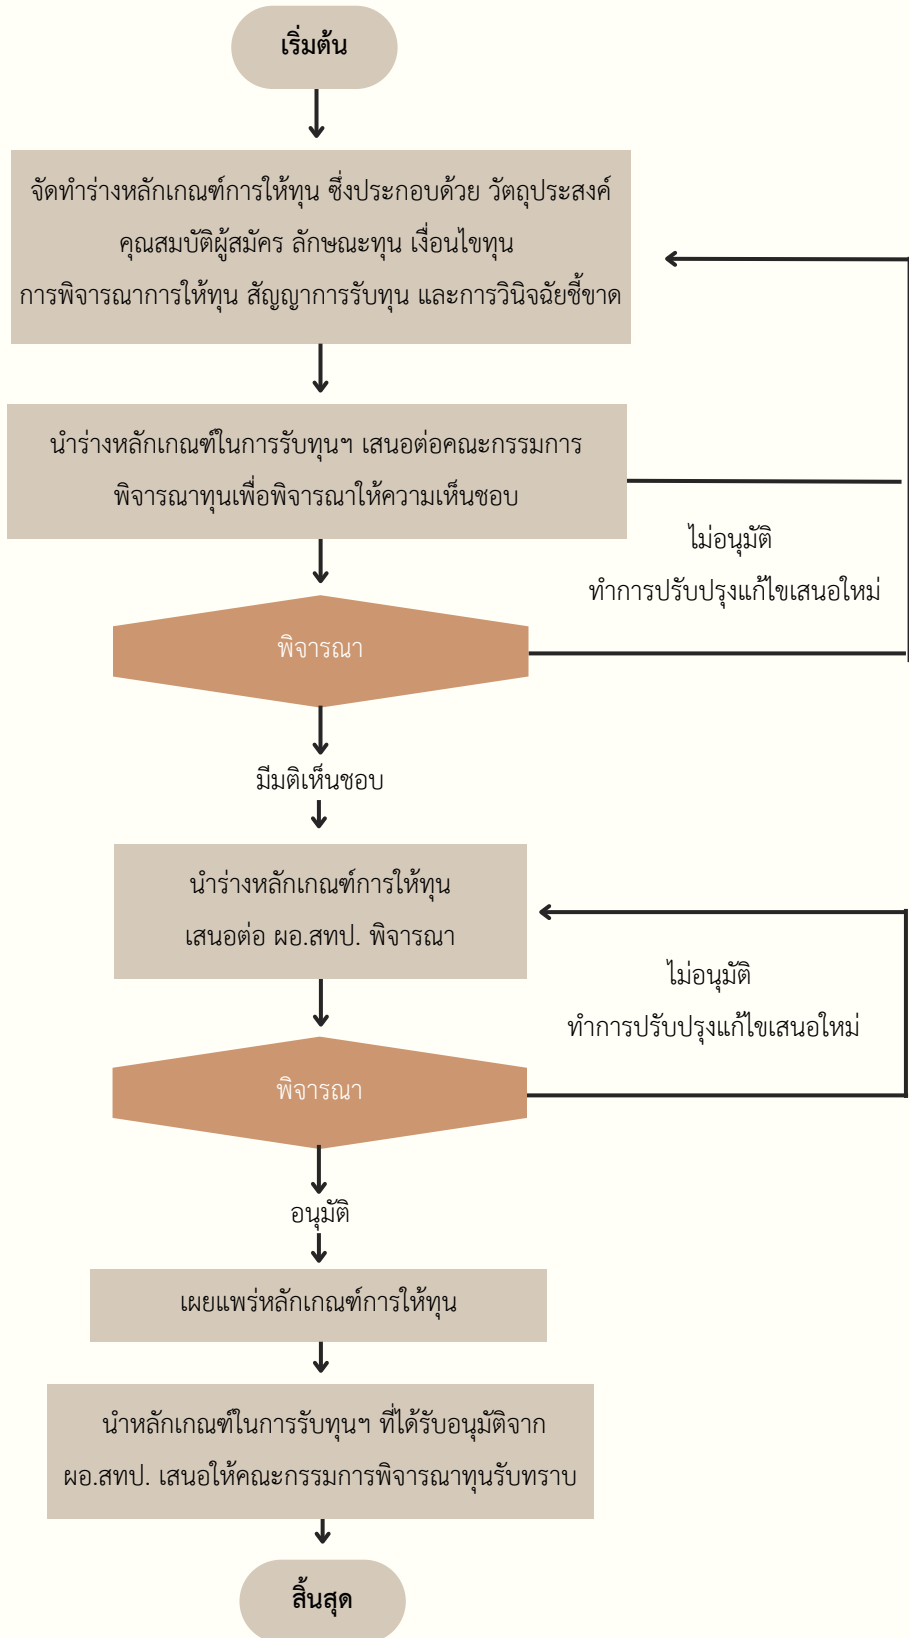 เริ่มต้น
จัดทำร่างหลักเกณฑ์การให้ทุน ซึ่งประกอบด้วย วัตถุประสงค์
คุณสมบัติผู้สมัคร ลักษณะทุน เงื่อนไขทุน
การพิจารณาการให้ทุน สัญญาการรับทุน และการวินิจฉัยชี้ขาด
นำร่างหลักเกณฑ์ในการรับทุนฯ เสนอต่อคณะกรรมการ
พิจารณาทุนเพื่อพิจารณาให้ความเห็นชอบ
ไม่อนุมัติ
ทำการปรับปรุงแก้ไขเสนอใหม่
พิจารณา
มีมติเห็นชอบ
นำร่างหลักเกณฑ์การให้ทุน
เสนอต่อ ผอ.สทป. พิจารณา
ไม่อนุมัติ
ทำการปรับปรุงแก้ไขเสนอใหม่
พิจารณา
อนุมัติ
เผยแพร่หลักเกณฑ์การให้ทุน
นำหลักเกณฑ์ในการรับทุนฯ ที่ได้รับอนุมัติจาก
ผอ.สทป. เสนอให้คณะกรรมการพิจารณาทุนรับทราบ
สิ้นสุด